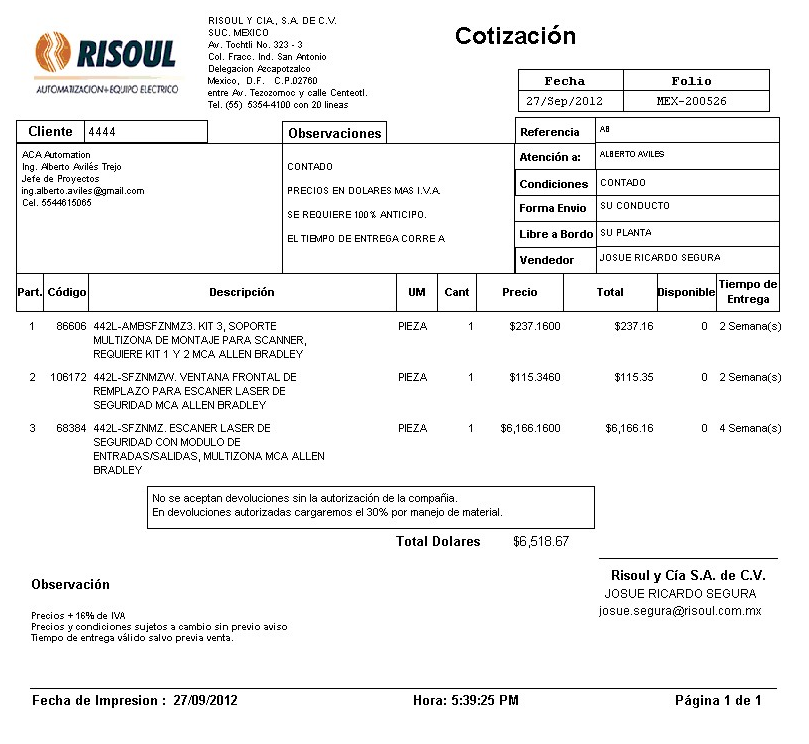 RISOUL
AUTOMATIZACION+EQUIPO ELECTRICO
RISOUL Y CIA., S.A. DE C.V.
SUC. MEXICO
Av. Tochtli No. 323 - 3
Col. Fracc. Ind. San Antonio
Delegacion Azcapotzalco
Mexico, D.F. C.P.02760
entre Av. Tezozomoc y calle Centeotl.
Tel. (55) 5354-4100 con 20 lineas
Cotización
Fecha Folio
27/Sep/2012 MEX-200526
Cliente 4444
ACA Automation
Ing. Alberto Avilés Trejo
Jefe de Proyectos
ing.alberto.aviles@gmail.com
Cel. 5544615065
Observaciones
CONTADO
PRECIOS EN DOLARES MAS I.V.A.
SE REQUIERE 100% ANTICIPO.
EL TIEMPO DE ENTREGA CORRE A
Referencia AB
Atención a: ALBERTO AVILES
Condiciones CONTADO
Forma Envio SU CONDUCTO
Libre a Bordo SU PLANTA
Vendedor JOSUE RICARDO SEGURA
Part. Código Descripción UM Cant Precio Total Disponible Tiempo de
Entrega
1 86606 442L-AMBSFZNMZ3. KIT 3, SOPORTE PIEZA 1 $237.1600 $237.16 0 2 Semana(s)
MULTIZONA DE MONTAJE PARA SCANNER,
REQUIERE KIT 1 Y 2 MCA ALLEN BRADLEY
2 106172 442L-SFZNMZW. VENTANA FRONTAL DE PIEZA 1 $115.3460 $115.35 0 2 Semana(s)
REMPLAZO PARA ESCANER LASER DE
SEGURIDAD MCA ALLEN BRADLEY
3 68384 442L-SFZNMZ. ESCANER LASER DE PIEZA 1 $6,166.1600 $6,166.16 0 4 Semana(s)
SEGURIDAD CON MODULO DE
ENTRADAS/SALIDAS, MULTIZONA MCA ALLEN
BRADLEY
No se aceptan devoluciones sin la autorización de la compañia.
En devoluciones autorizadas cargaremos el 30% por manejo de material.
Total Dolares $6,518.67
Risoul y Cía S.A. de C.V.
JOSUE RICARDO SEGURA
josue.segura@risoul.com.mx
Observación
Precios + 16% de IVA
Precios y condiciones sujetos a cambio sin previo aviso
Tiempo de entrega válido salvo previa venta.
Fecha de Impresion : 27/09/2012 Hora: 5:39:25 PM Página 1 de 1